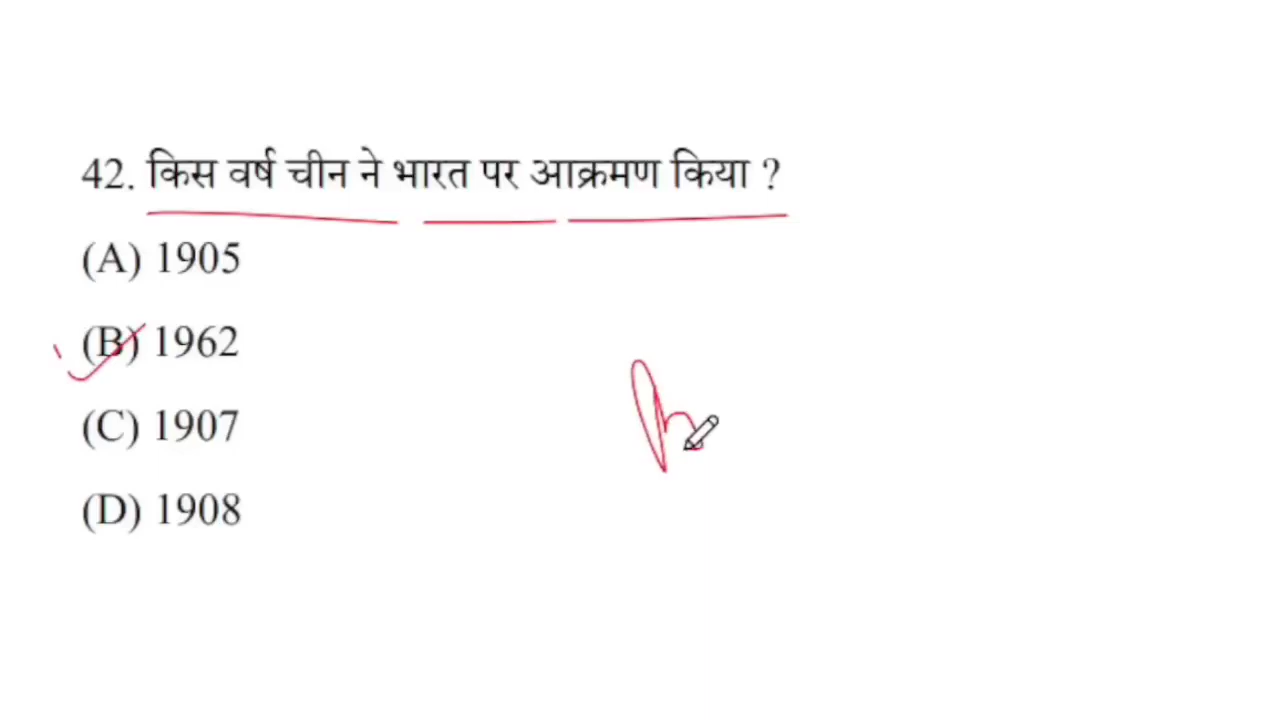 42. किस वर्ष चीन ने भारत पर आक्रमण किया ?
(A) 1905
(B) 1962
(C) 1907
(D) 1908